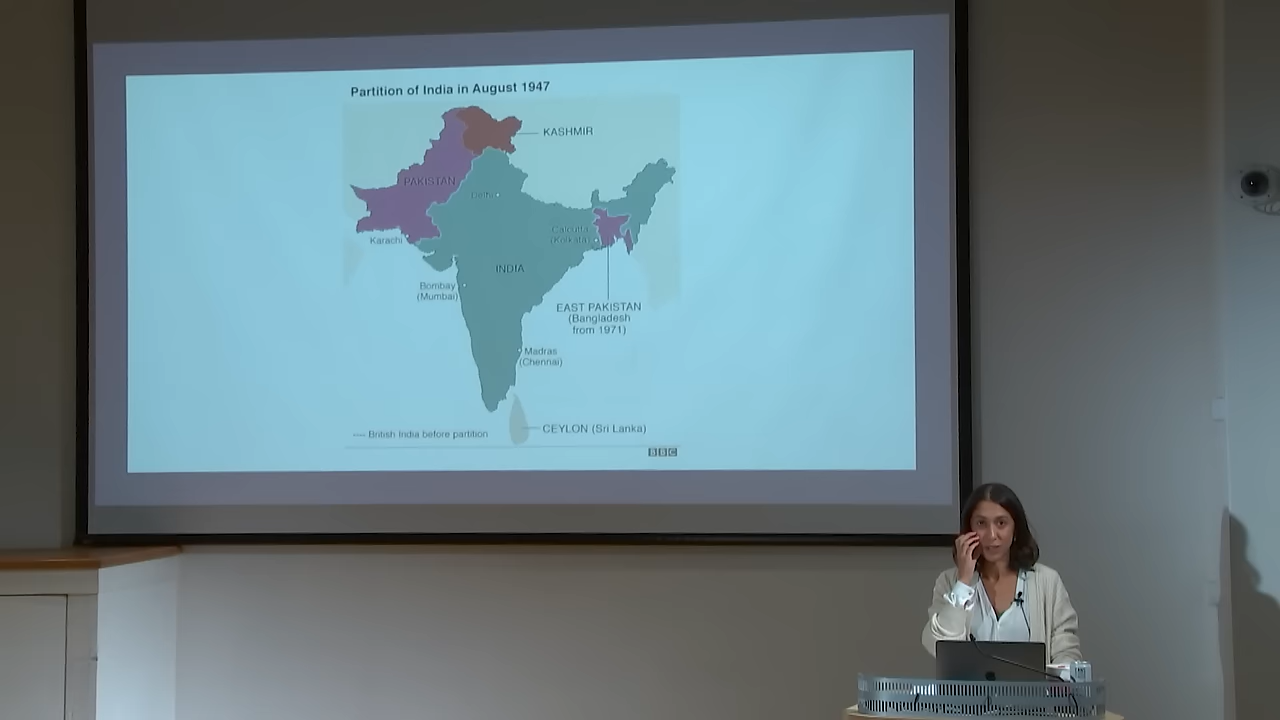 Partition of India in August 1947
KASHMIR
PAKISTAN
Delhi
Calcutta
(Kolkata)
Karachi
INDIA
Bombay
(Mumbai)
EAST PAKISTAN
(Bangladesh
from 1971)
Madras
(Chennai)
CEYLON (Sri Lanka)
British India before partition
BBC